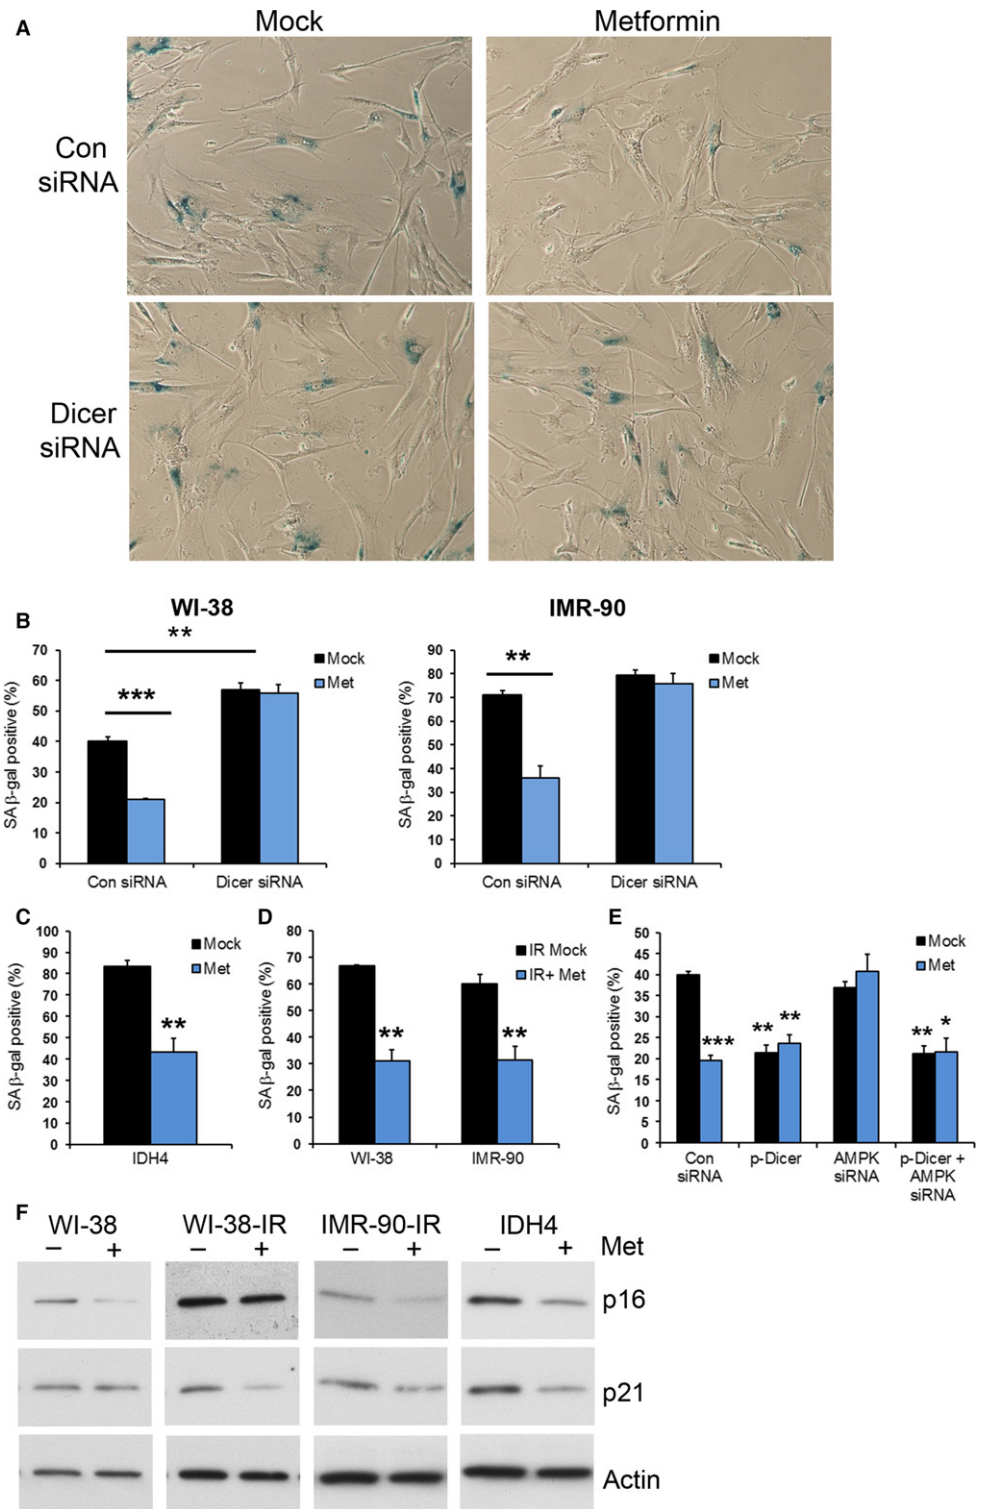 A
Mock
Metformin
Con
siRNA
Dicer
siRNA
B
WI-38
SA β-gal positive (%)
70
60
50
40
30
20
10
0
***
**
Mock
Met
Con siRNA
Dicer siRNA
IMR-90
SA β-gal positive (%)
90
80
70
60
50
40
30
20
10
0
**
Mock
Met
Con siRNA
Dicer siRNA
C
SA β-gal positive (%)
100
90
80
70
60
50
40
30
20
10
0
Mock
Met
**
IDH4
D
SA β-gal positive (%)
80
70
60
50
40
30
20
10
0
IR Mock
IR+ Met
**
**
WI-38
IMR-90
E
SA β-gal positive (%)
50
45
40
35
30
25
20
15
10
5
0
Mock
Met
***
**
**
**
*
Con
siRNA
p-Dicer
AMPK
siRNA
p-Dicer +
AMPK
siRNA
F
WI-38
WI-38-IR
IMR-90-IR
IDH4
− + − + − + − + Met
p16
p21
Actin